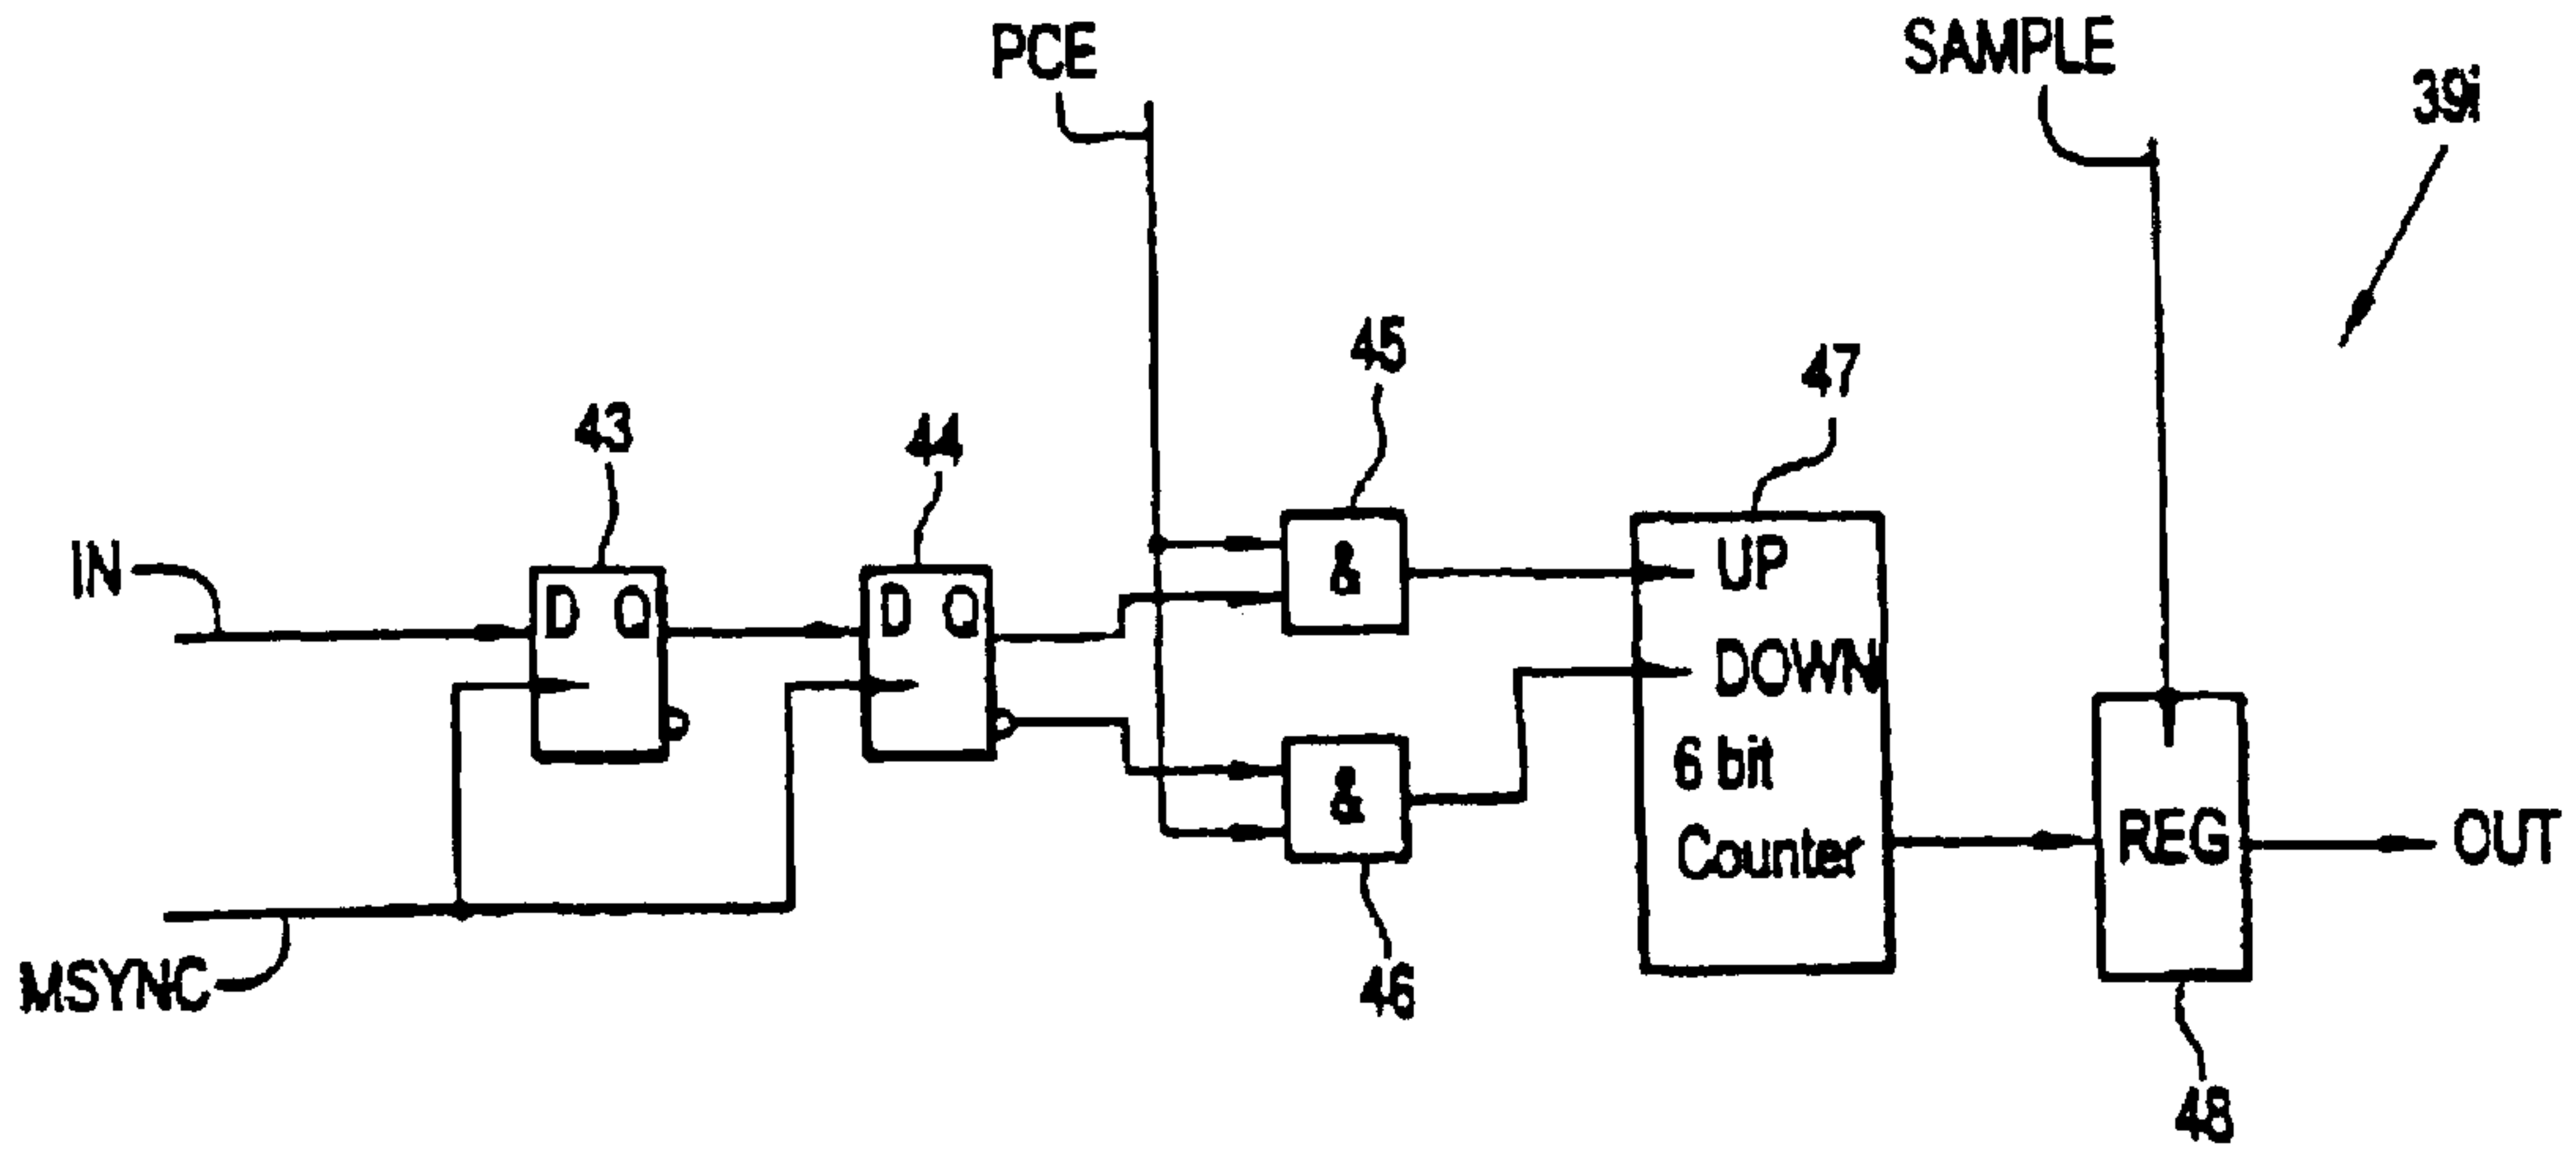 PCE
SAMPLE
39i
45
47
43
44
IN
D Q
D Q
&
UP
DOWN
6 bit
Counter
&
REG
OUT
MSYNC
46
48